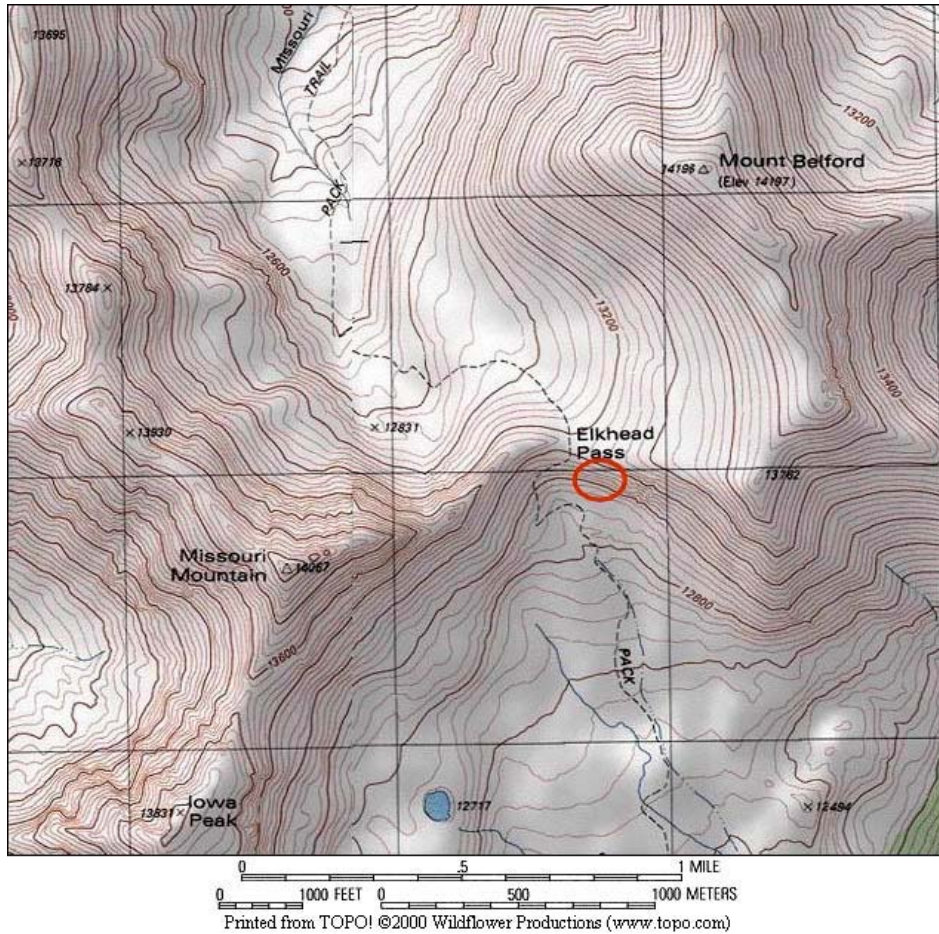 13695
Missouri
TRAIL
PACK
13716
13200
14196
Mount Belford
(Elev 14197)
12600
13784
13200
13400
13930
12831
Elkhead
Pass
13762
Missouri
Mountain
14067
12800
13600
PACK
Iowa
Peak
13831
12717
12494
0 .5 1 MILE
0 1000 FEET 0 500 1000 METERS
Printed from TOPO! ©2000 Wildflower Productions (www.topo.com)